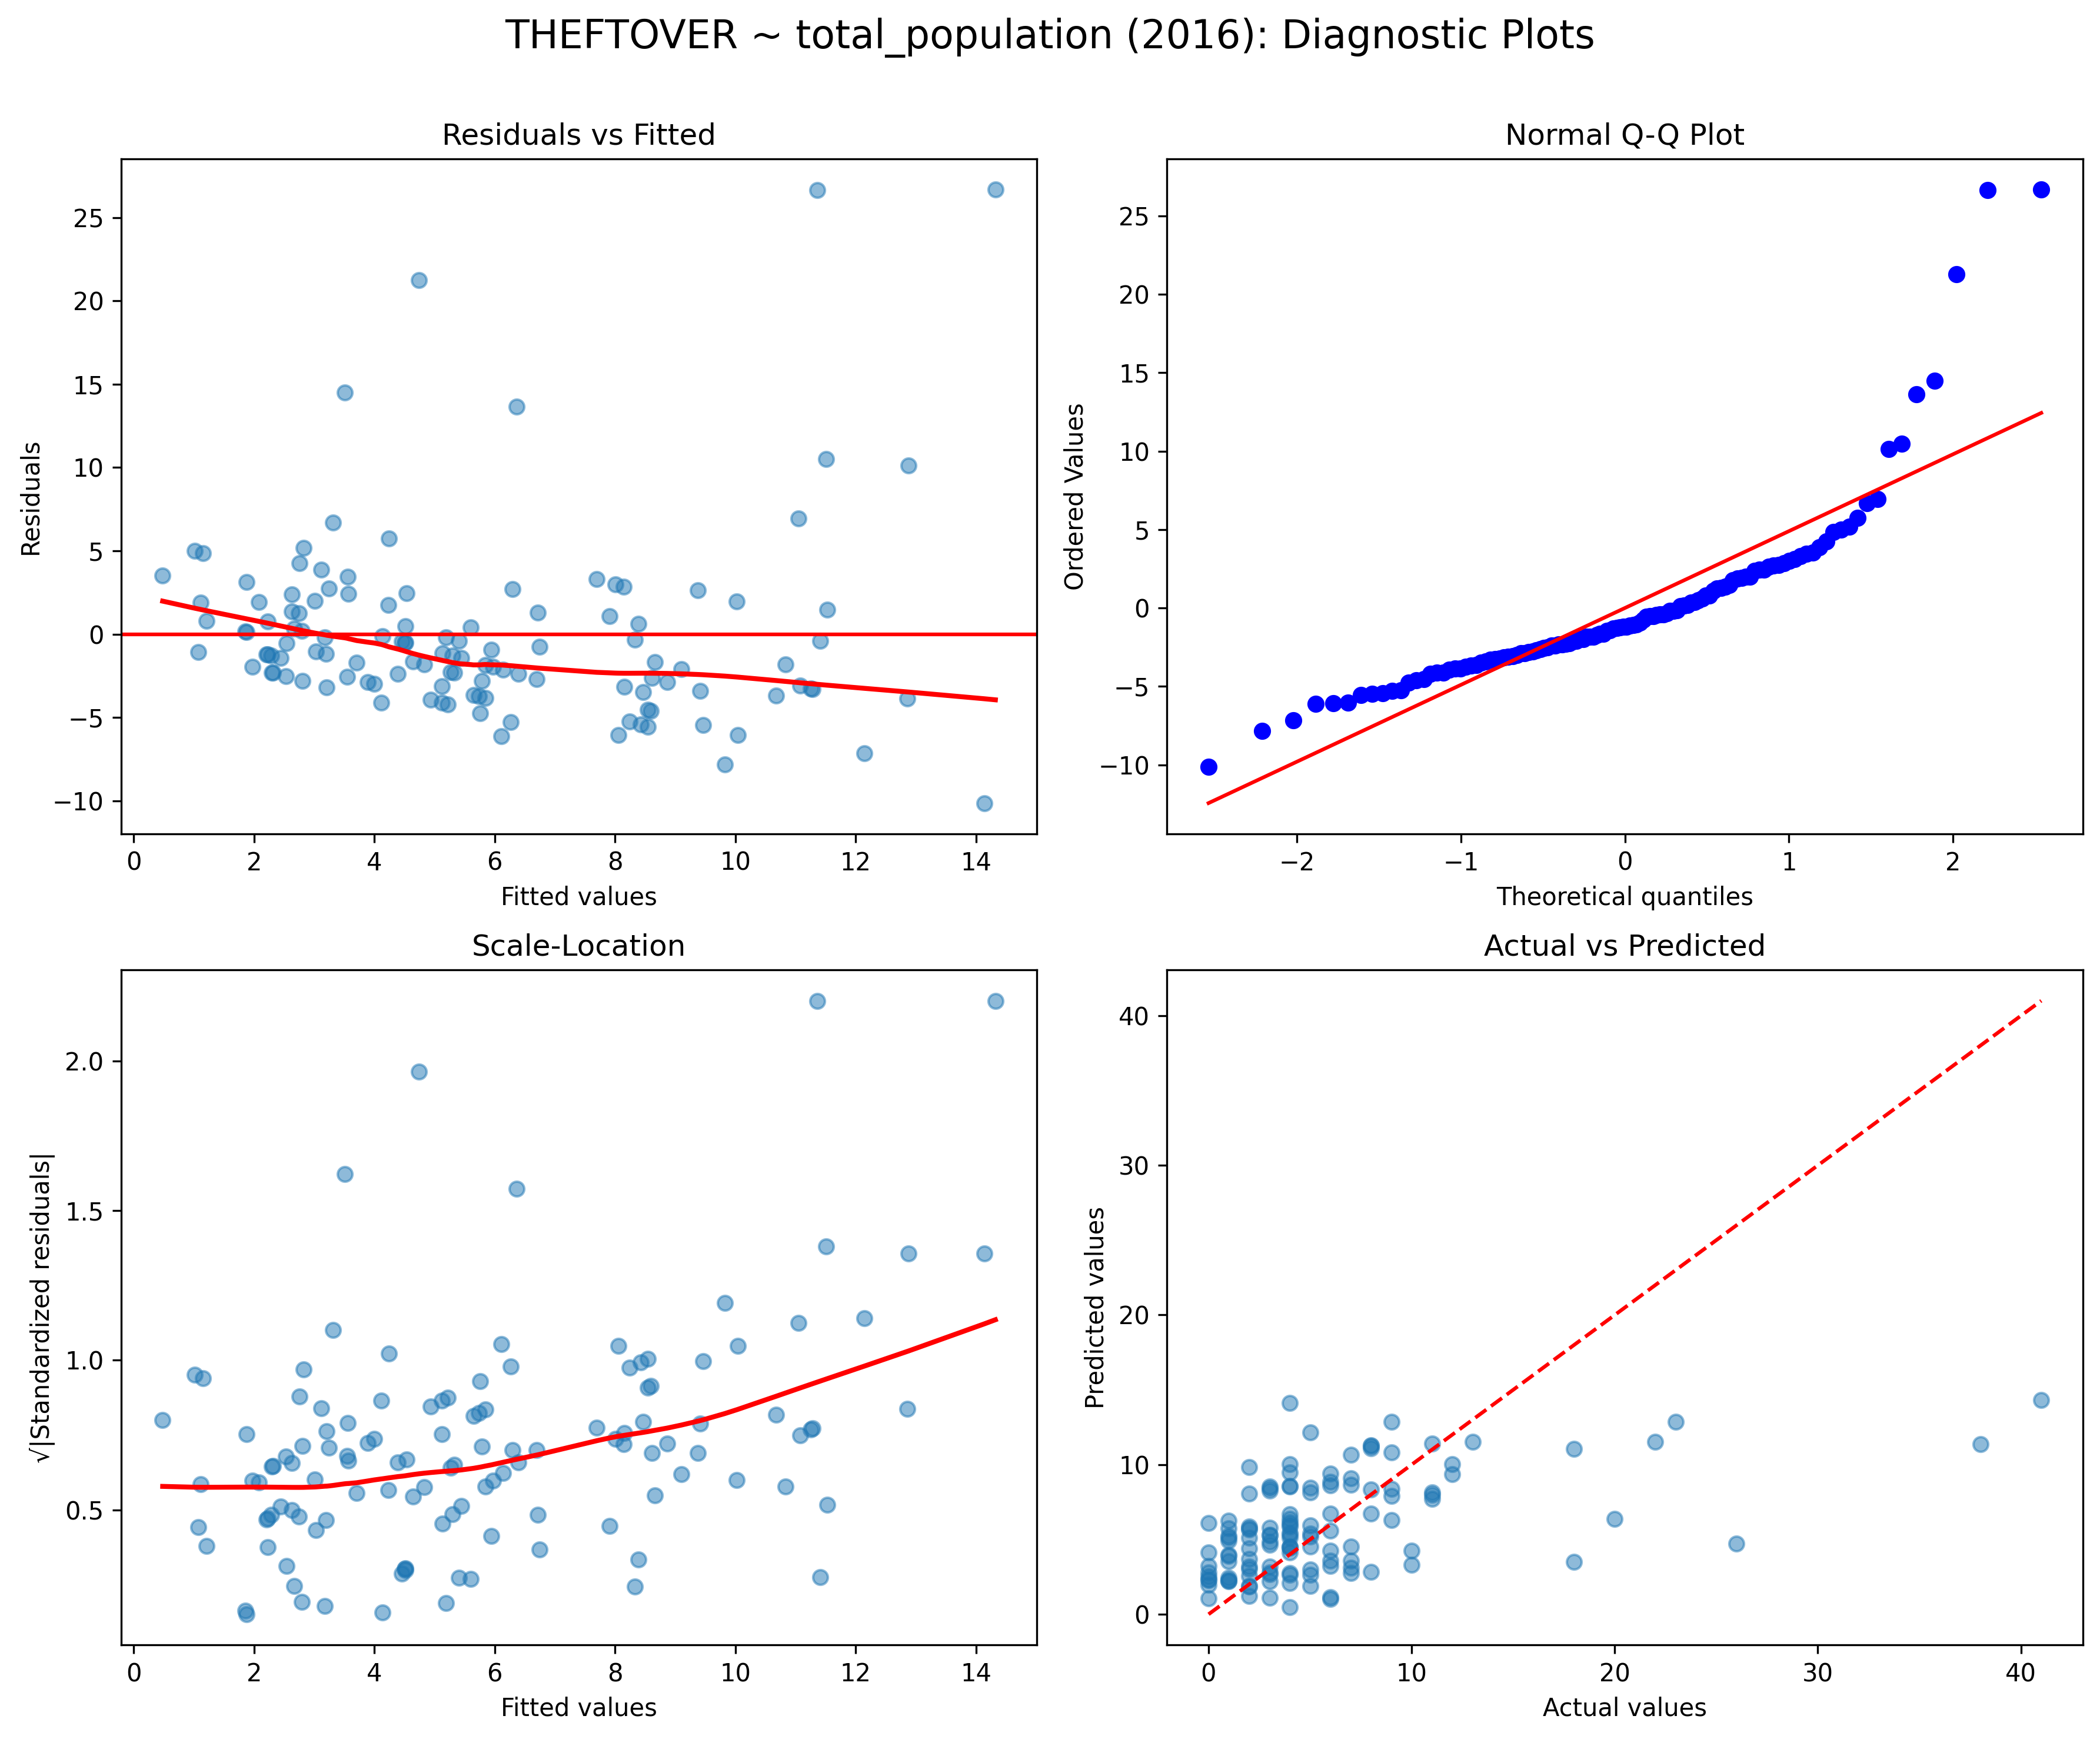 THEFTOVER ~ total_population (2016): Diagnostic Plots
Residuals vs Fitted
Residuals
25
20
15
10
5
0
−5
−10
0 2 4 6 8 10 12 14
Fitted values
Normal Q-Q Plot
Ordered Values
25
20
15
10
5
0
−5
−10
−2 −1 0 1 2
Theoretical quantiles
Scale-Location
√|Standardized residuals|
2.0
1.5
1.0
0.5
0 2 4 6 8 10 12 14
Fitted values
Actual vs Predicted
Predicted values
40
30
20
10
0
0 10 20 30 40
Actual values